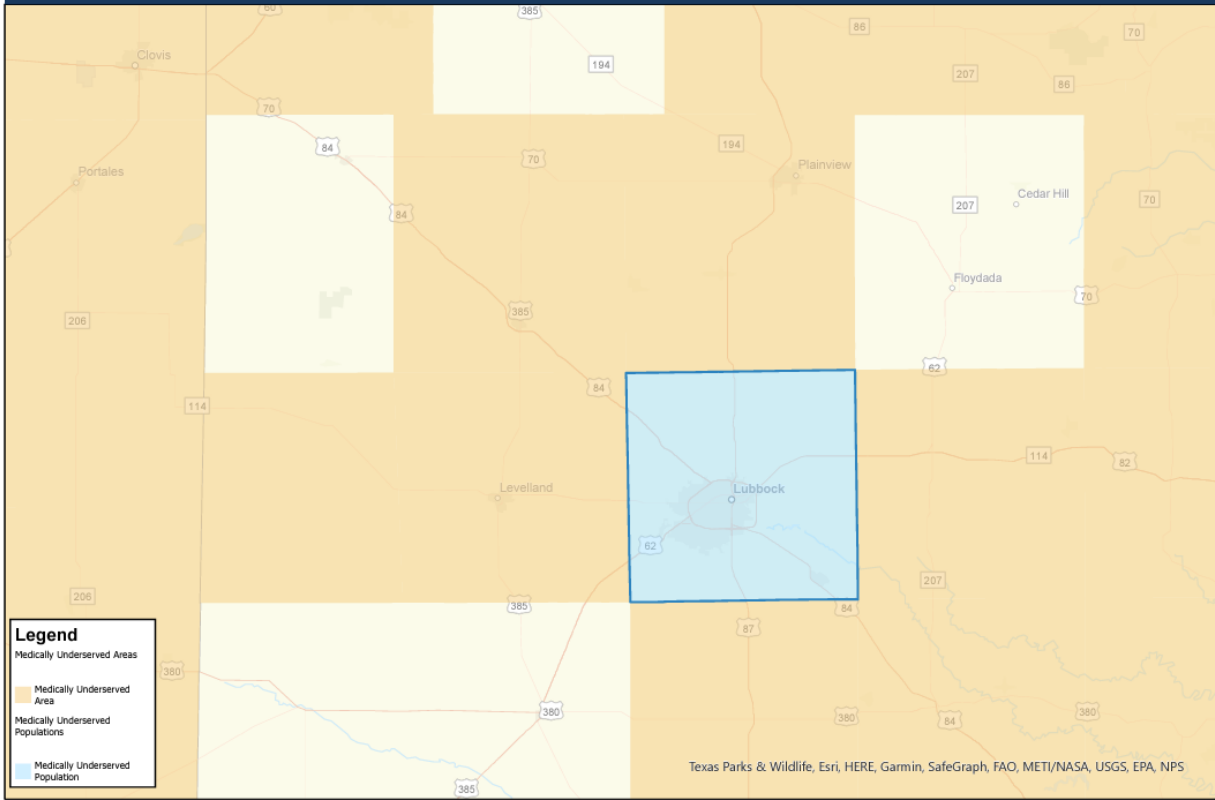 60
385
86
70
Clovis
194
207
86
70
84
194
70
Plainview
Portales
84
207
Cedar Hill
70
Floydada
70
206
385
62
84
114
114
82
Levelland
Lubbock
62
206
385
207
84
87
Legend
Medically Underserved Areas
Medically Underserved
Area
Medically Underserved
Populations
Medically Underserved
Population
380
380
380
84
380
Texas Parks & Wildlife, Esri, HERE, Garmin, SafeGraph, FAO, METI/NASA, USGS, EPA, NPS
385